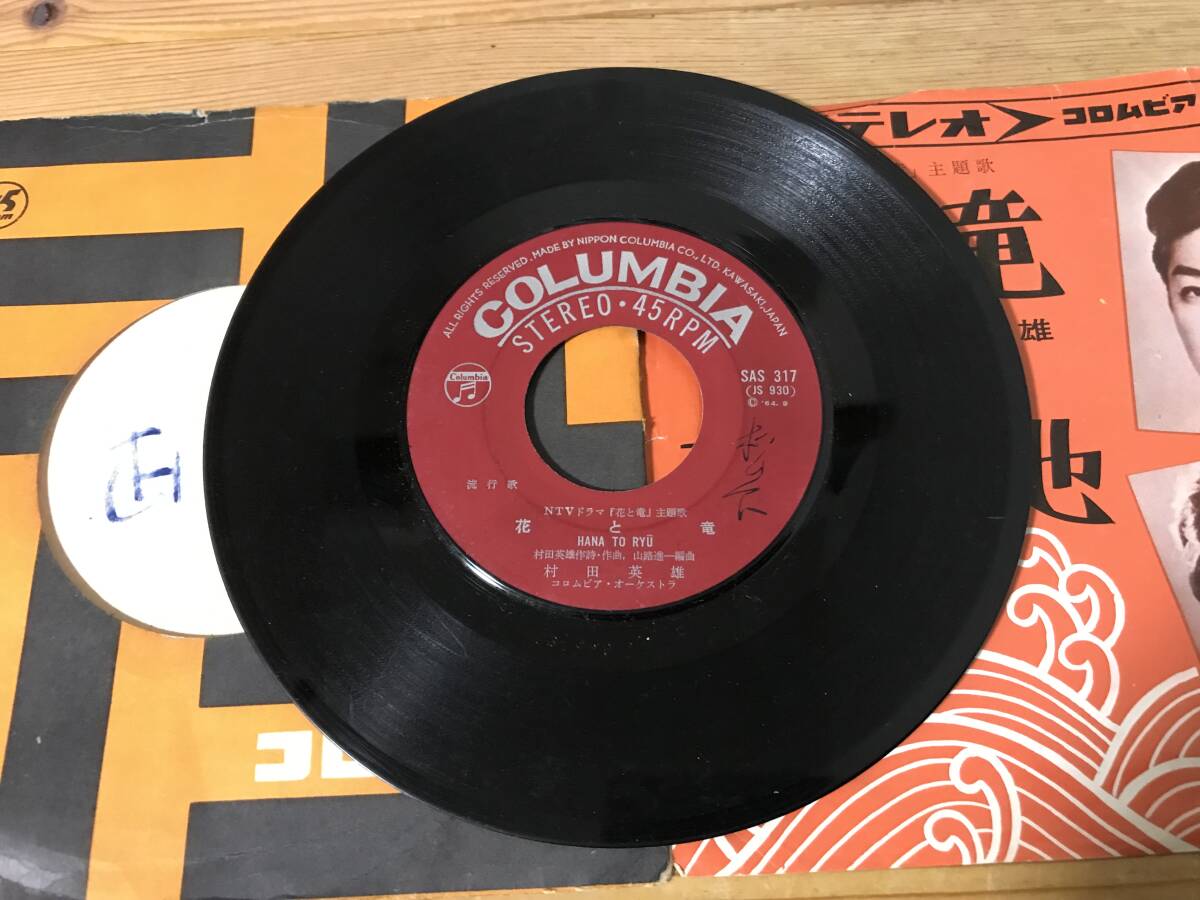 ALL RIGHTS RESERVED. MADE BY NIPPON COLUMBIA CO., LTD. KAWASAKI, JAPAN
COLUMBIA
STEREO・45RPM
Columbia
SAS 317
(JS 930)
Ⓟ '64. 9
流行歌
NTVドラマ『花と竜』主題歌
花と竜
HANA TO RYŪ
村田英雄作詩・作曲, 山路進一編曲
村田英雄
コロムビア・オーケストラ
テレオ
コロムビア
主題歌
竜
雄
コロ